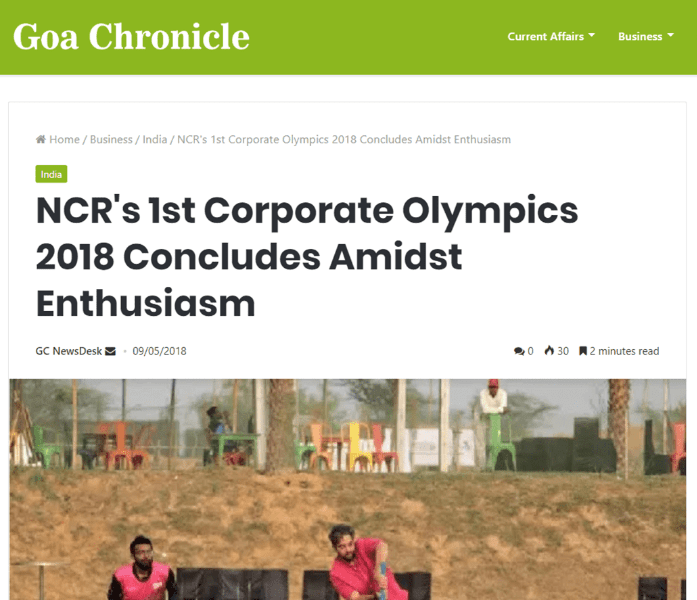 Goa Chronicle
Current Affairs Business
Home / Business / India / NCR's 1st Corporate Olympics 2018 Concludes Amidst Enthusiasm
India
NCR's 1st Corporate Olympics
2018 Concludes Amidst
Enthusiasm
GC NewsDesk 09/05/2018 0 30 2 minutes read